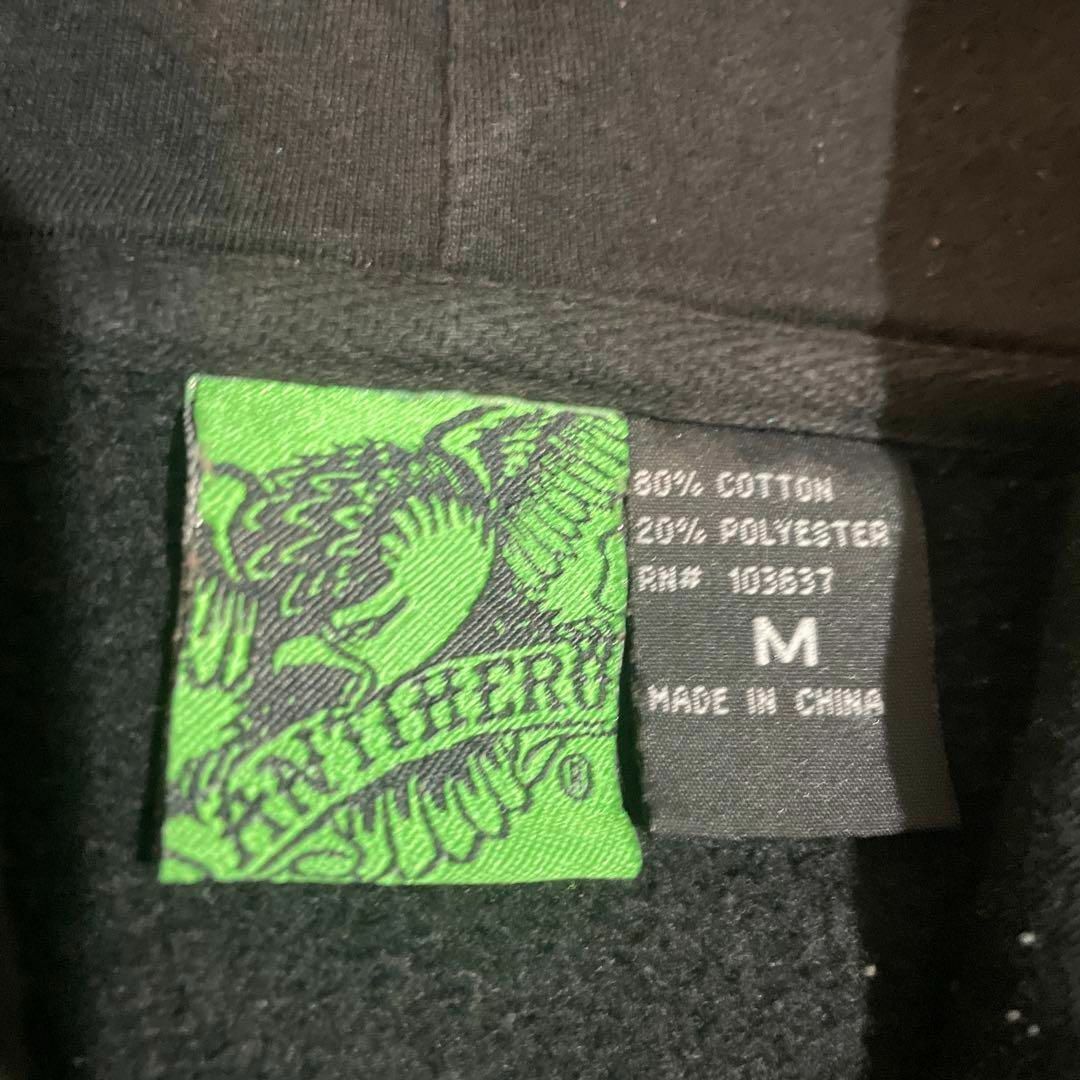 ANTIHERO
®
80% COTTON
20% POLYESTER
RN# 103637
M
MADE IN CHINA